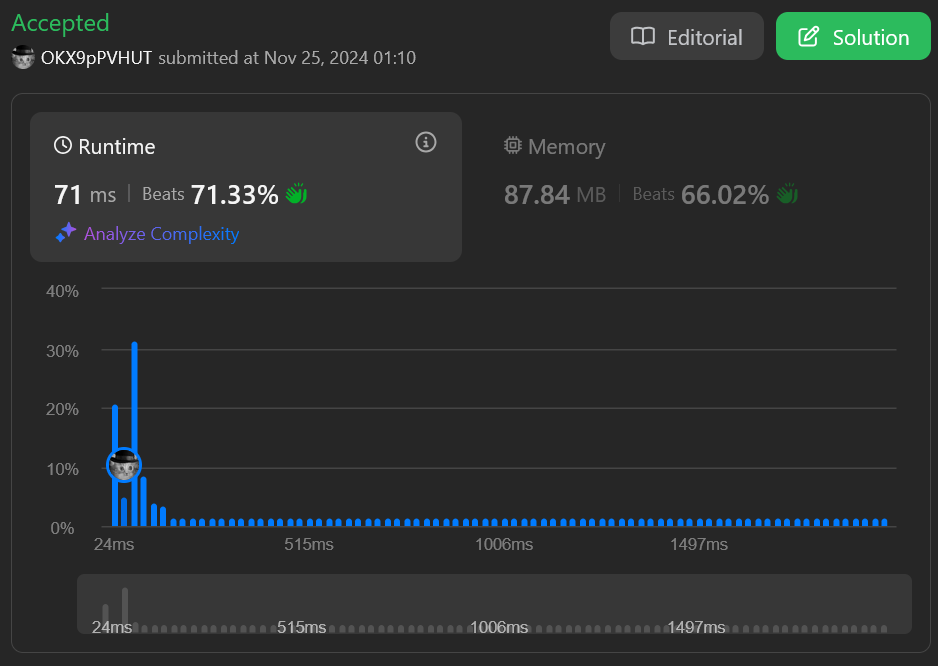 Accepted
Editorial
Solution
OKX9pPVHUT submitted at Nov 25, 2024 01:10
Runtime
Memory
71 ms | Beats 71.33%
87.84 MB | Beats 66.02%
Analyze Complexity
40%
30%
20%
10%
0%
24ms 515ms 1006ms 1497ms
24ms 515ms 1006ms 1497ms